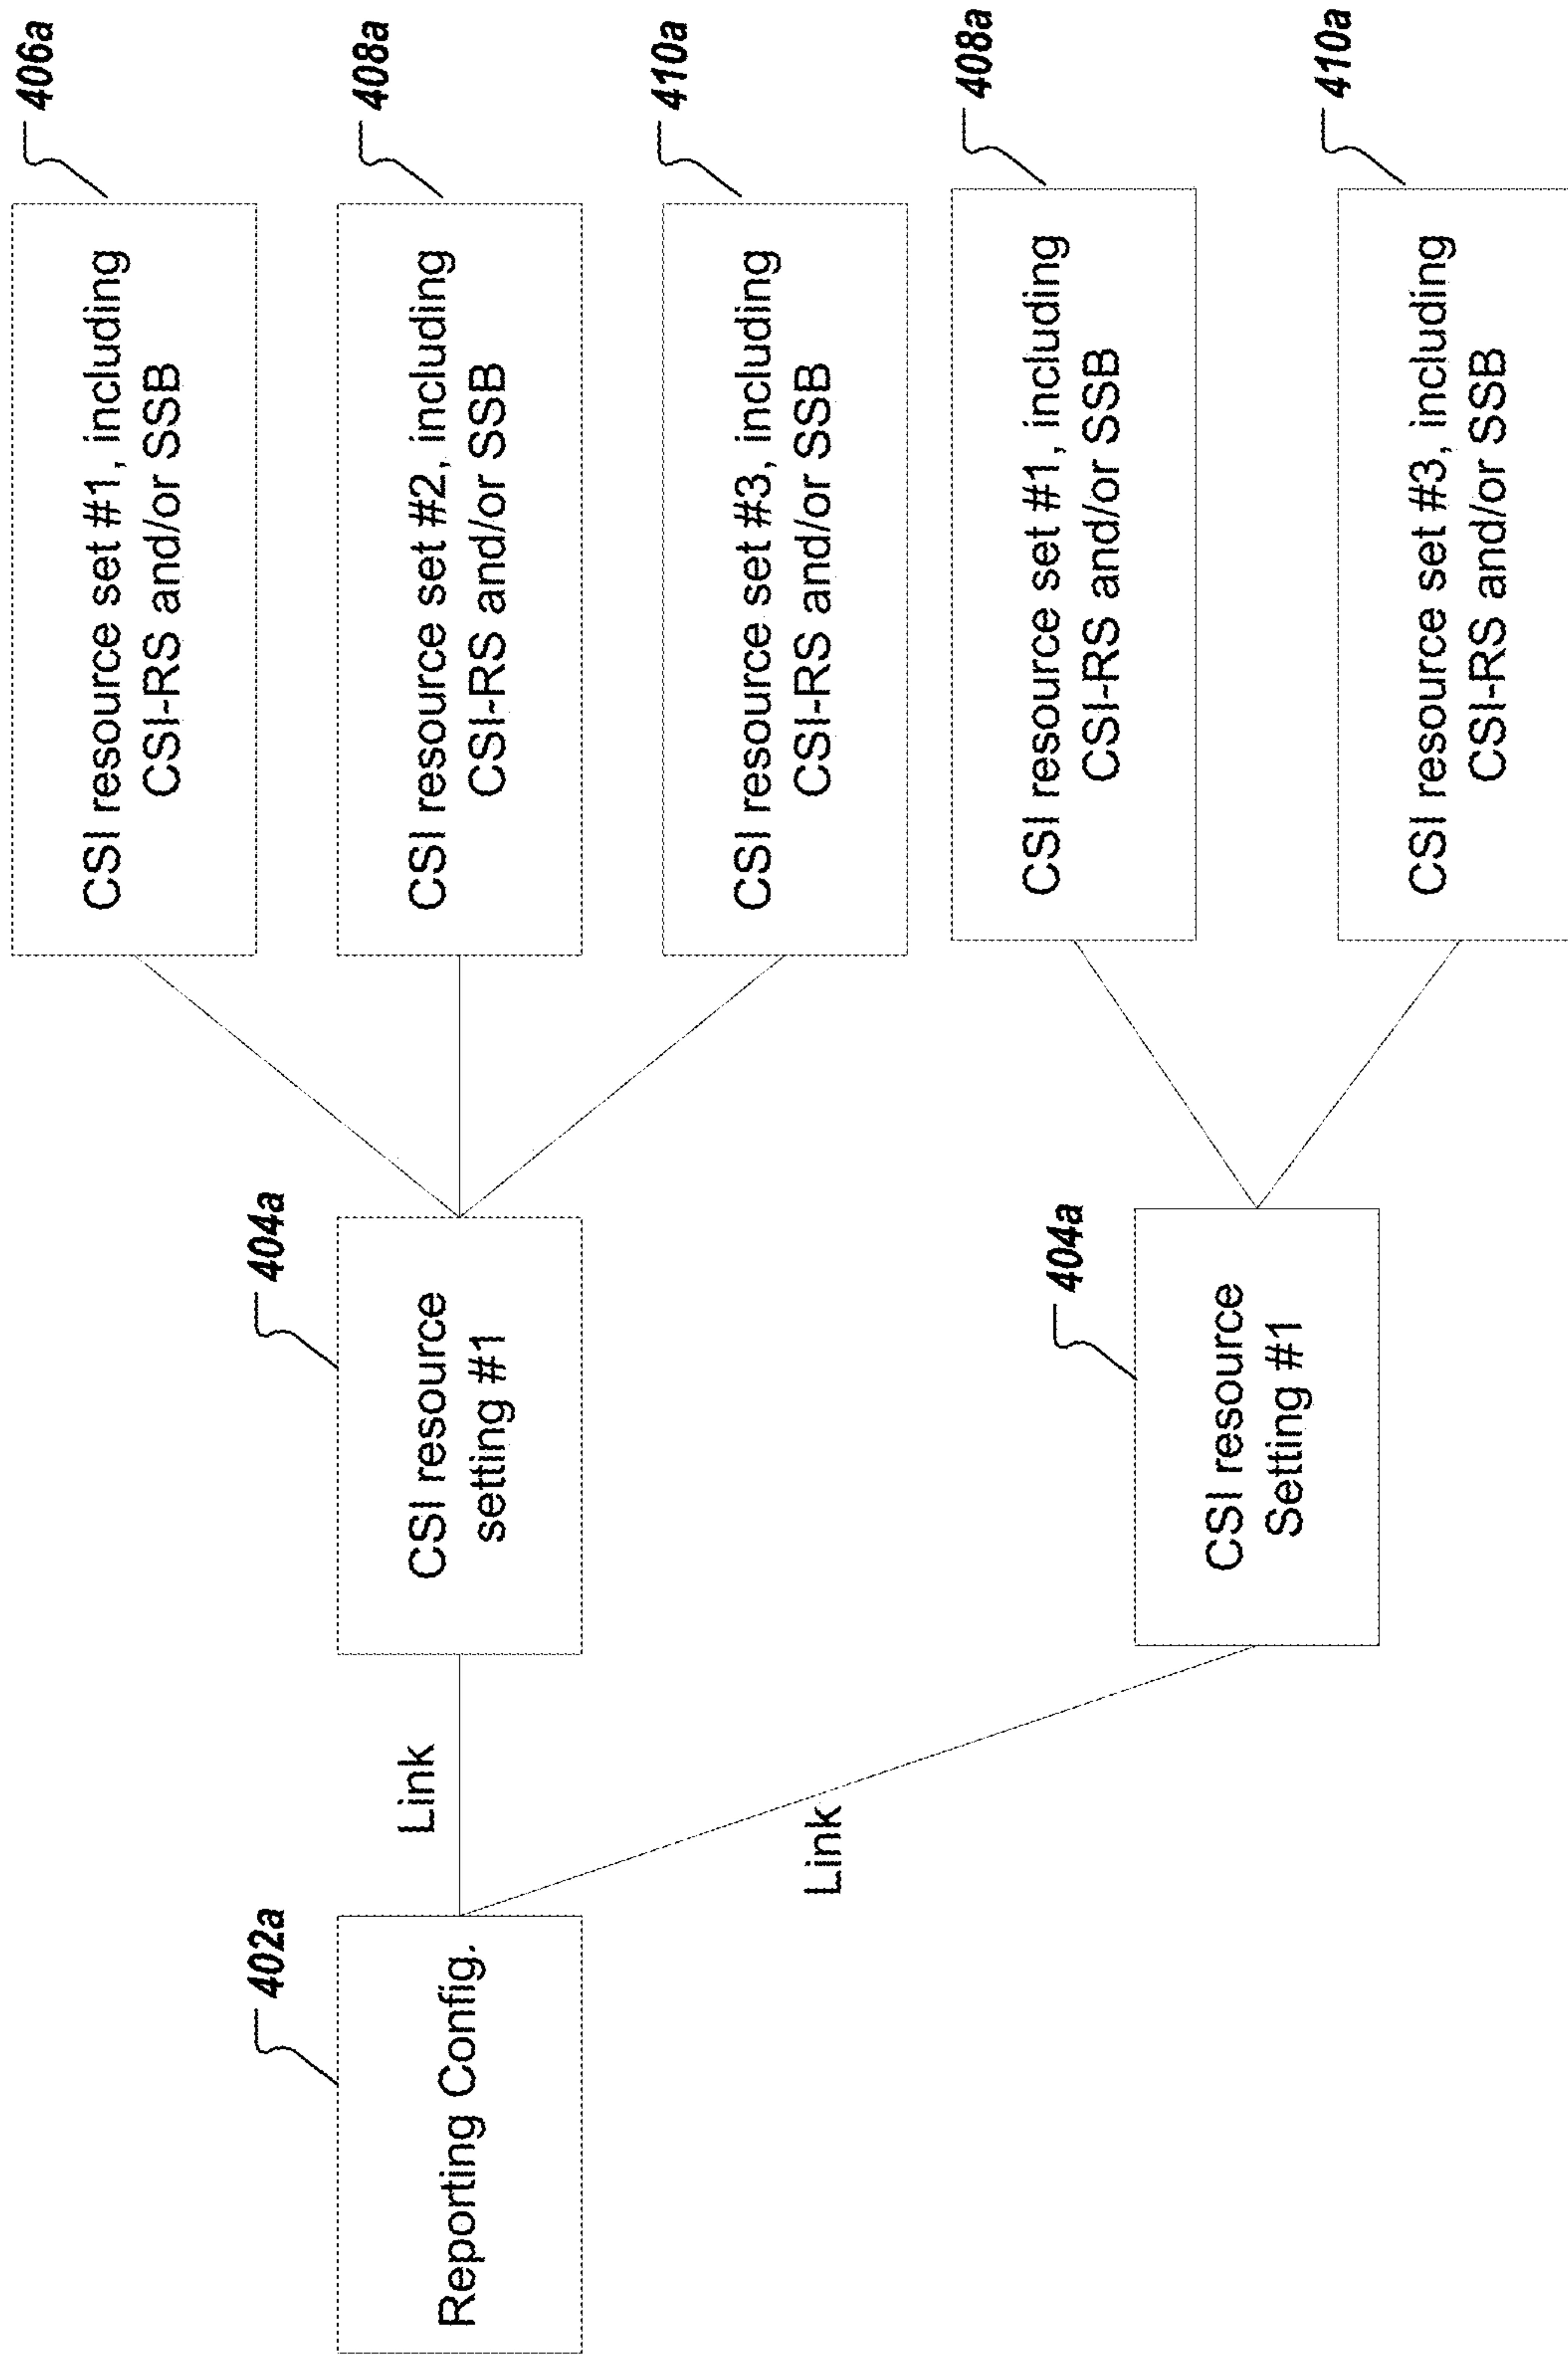 402a
Reporting Config.
Link
Link
404a
CSI resource
setting #1
404a
CSI resource
Setting #1
406a
CSI resource set #1, including
CSI-RS and/or SSB
408a
CSI resource set #2, including
CSI-RS and/or SSB
410a
CSI resource set #3, including
CSI-RS and/or SSB
408a
CSI resource set #1, including
CSI-RS and/or SSB
410a
CSI resource set #3, including
CSI-RS and/or SSB